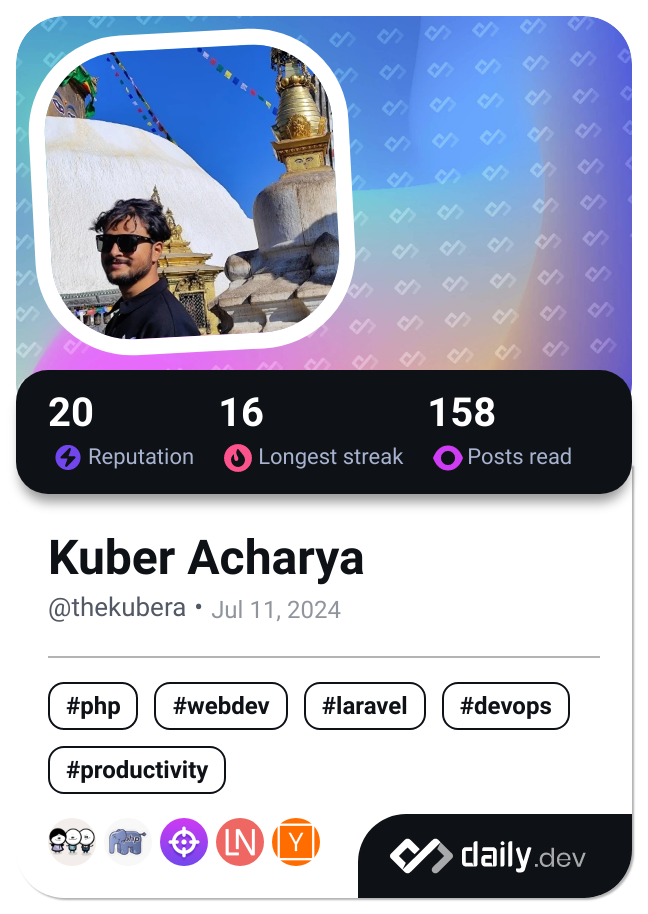 20 16 158
Reputation Longest streak Posts read
Kuber Acharya
@thekubera • Jul 11, 2024
#php #webdev #laravel #devops
#productivity
php LN Y
daily.dev